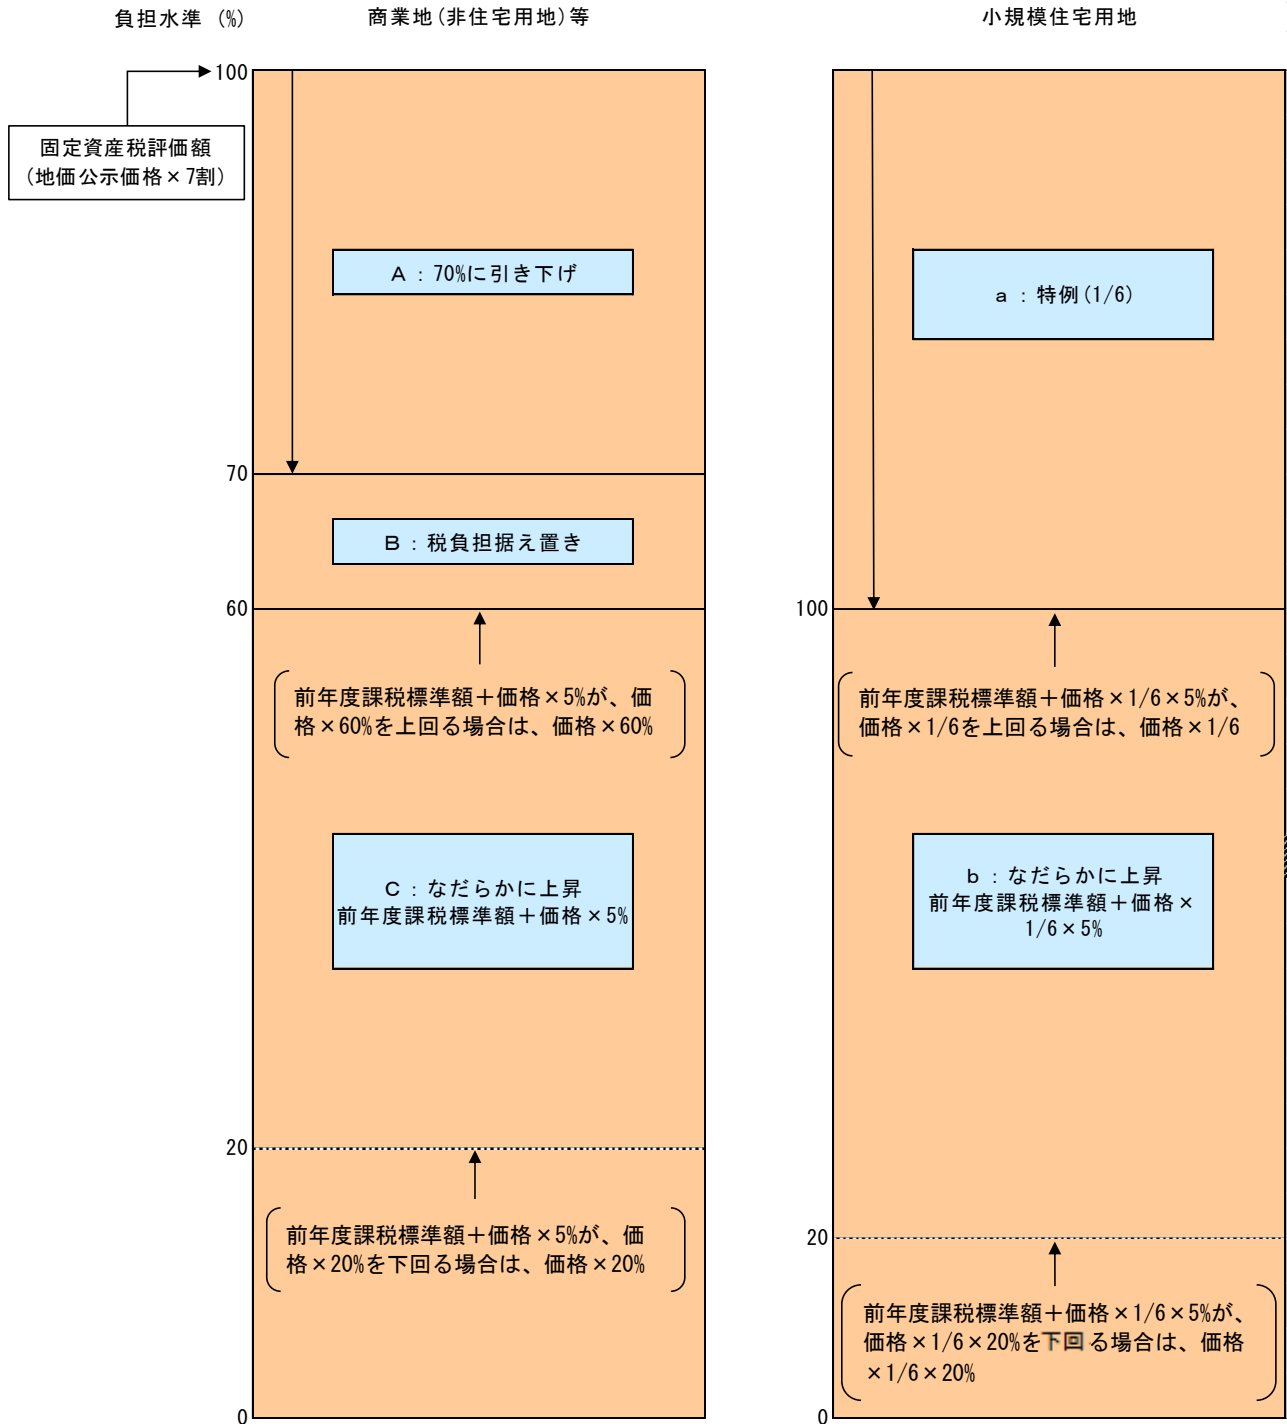 負担水準 (%)
商業地(非住宅用地)等
小規模住宅用地
100
固定資産税評価額
(地価公示価格×7割)
A：70%に引き下げ
a：特例(1/6)
70
B：税負担据え置き
60
100
前年度課税標準額＋価格×5%が、価
格×60%を上回る場合は、価格×60%
前年度課税標準額＋価格×1/6×5%が、
価格×1/6を上回る場合は、価格×1/6
C：なだらかに上昇
前年度課税標準額＋価格×5%
b：なだらかに上昇
前年度課税標準額＋価格×
1/6×5%
20
前年度課税標準額＋価格×5%が、価
格×20%を下回る場合は、価格×20%
20
前年度課税標準額＋価格×1/6×5%が、
価格×1/6×20%を下回る場合は、価格
×1/6×20%
0
0